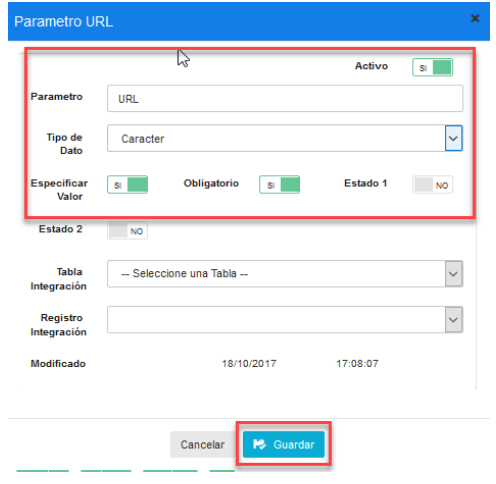 Parametro URL ×
Activo SI
Parametro URL
Tipo de Dato Caracter
Especificar Valor SI Obligatorio SI Estado 1 NO
Estado 2 NO
Tabla Integración -- Seleccione una Tabla --
Registro Integración
Modificado 18/10/2017 17:08:07
Cancelar Guardar